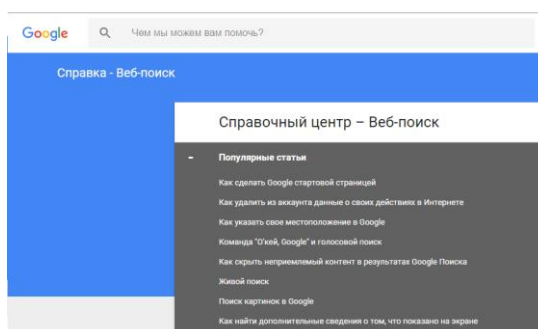 Google Чем мы можем вам помочь?
Справка - Веб-поиск
Справочный центр – Веб-поиск
- Популярные статьи
Как сделать Google стартовой страницей
Как удалить из аккаунта данные о своих действиях в Интернете
Как указать свое местоположение в Google
Команда "О'кей, Google" и голосовой поиск
Как скрыть неприемлемый контент в результатах Google Поиска
Живой поиск
Поиск картинок в Google
Как найти дополнительные сведения о том, что показано на экране